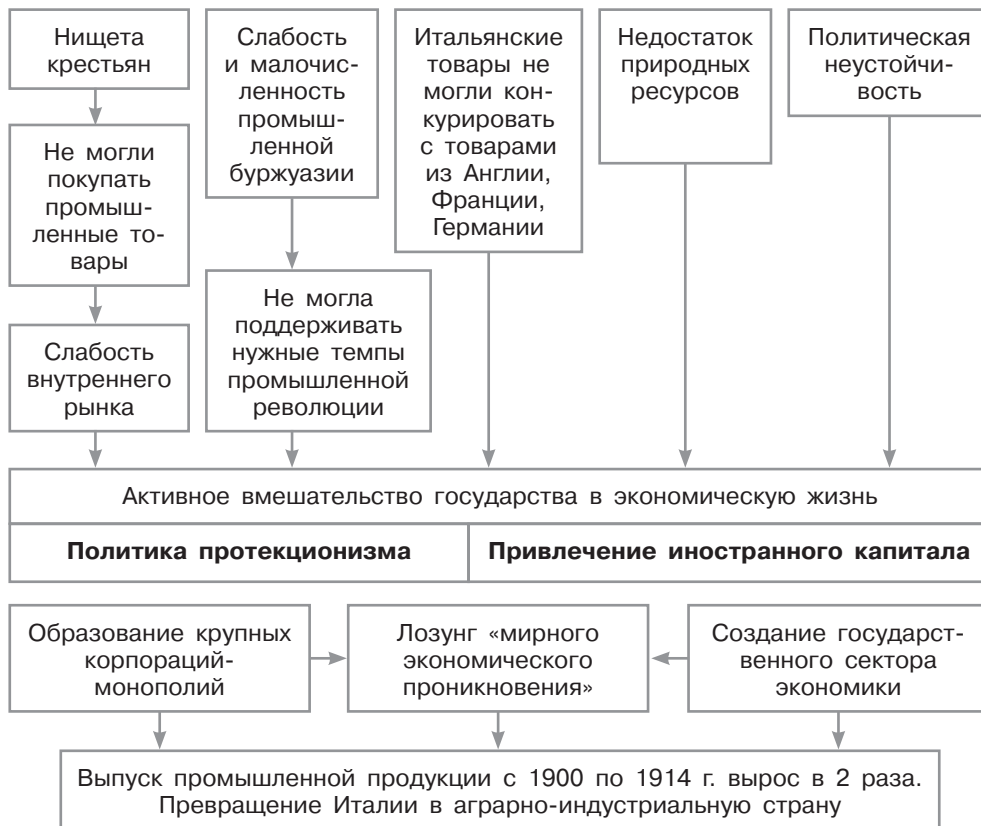 Нищета
крестьян
Не могли
покупать
промыш-
ленные то-
вары
Слабость
внутреннего
рынка
Слабость
и малочис-
ленность
промыш-
ленной
буржуазии
Не могла
поддерживать
нужные темпы
промышленной
революции
Итальянские
товары не
могли кон-
курировать
с товарами
из Англии,
Франции,
Германии
Недостаток
природных
ресурсов
Политическая
неустойчи-
вость
Активное вмешательство государства в экономическую жизнь
Политика протекционизма
Привлечение иностранного капитала
Образование крупных
корпораций-
монополий
Лозунг «мирного
экономического
проникновения»
Создание государст-
венного сектора
экономики
Выпуск промышленной продукции с 1900 по 1914 г. вырос в 2 раза.
Превращение Италии в аграрно-индустриальную страну